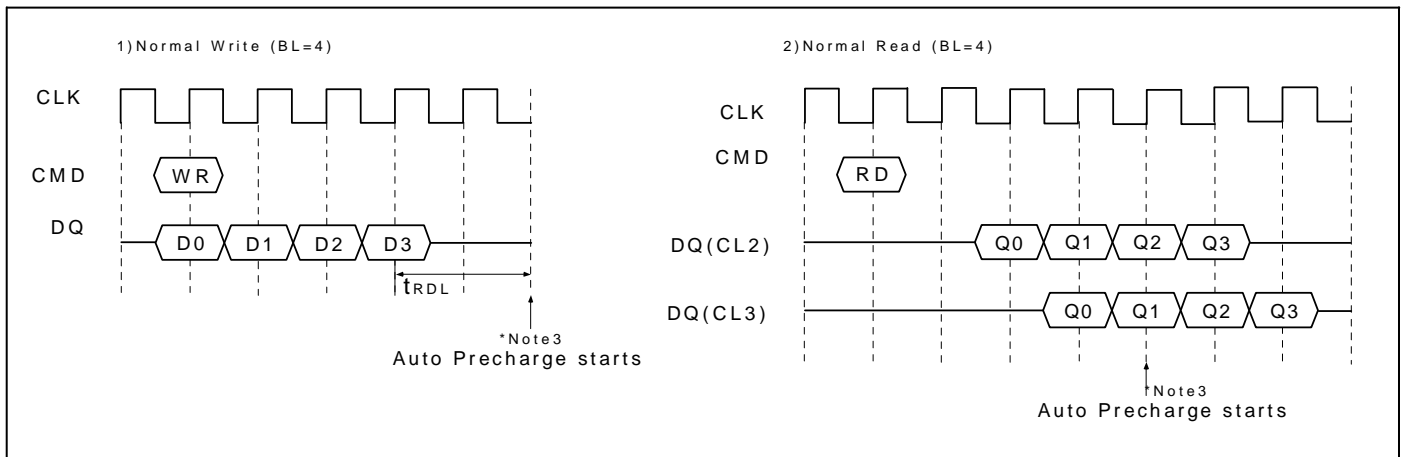 1)Normal Write (BL=4)
CLK
CMD
WR
DQ
D0 D1 D2 D3
tRDL
*Note3
Auto Precharge starts
2)Normal Read (BL=4)
CLK
CMD
RD
DQ(CL2)
Q0 Q1 Q2 Q3
DQ(CL3)
Q0 Q1 Q2 Q3
*Note3
Auto Precharge starts